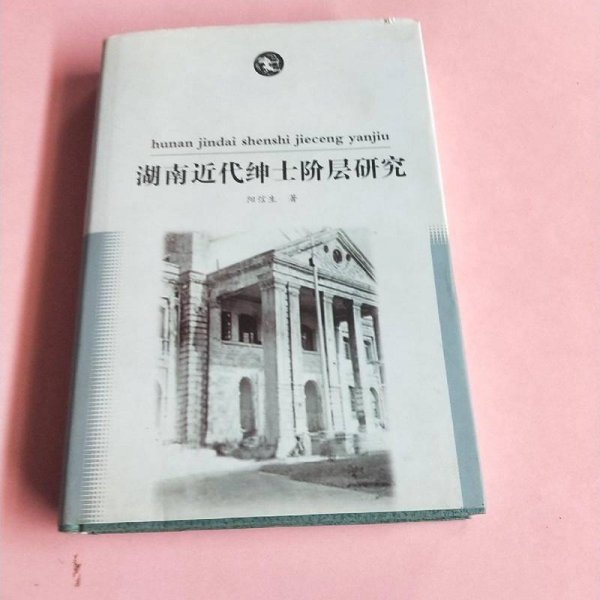 hunan jindai shenshi jieceng yanjiu
湖南近代绅士阶层研究
阳信生 著